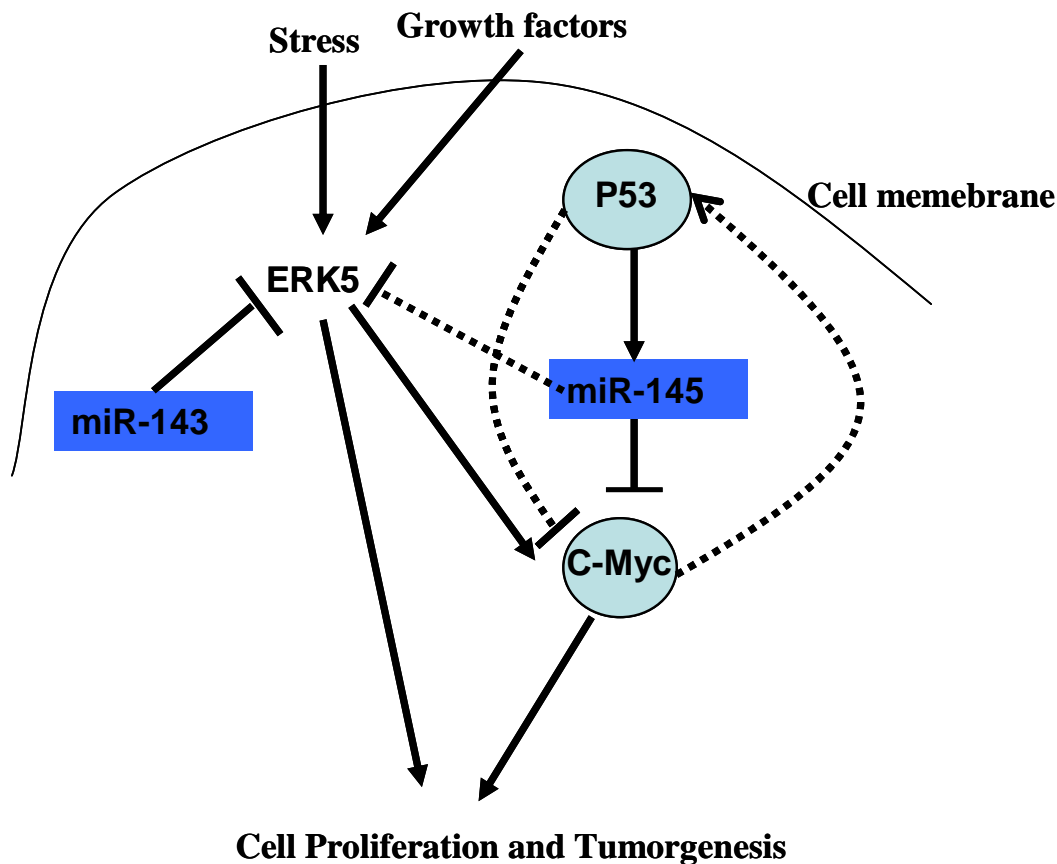 Stress
Growth factors
P53
Cell memebrane
ERK5
miR-143
miR-145
C-Myc
Cell Proliferation and Tumorgenesis